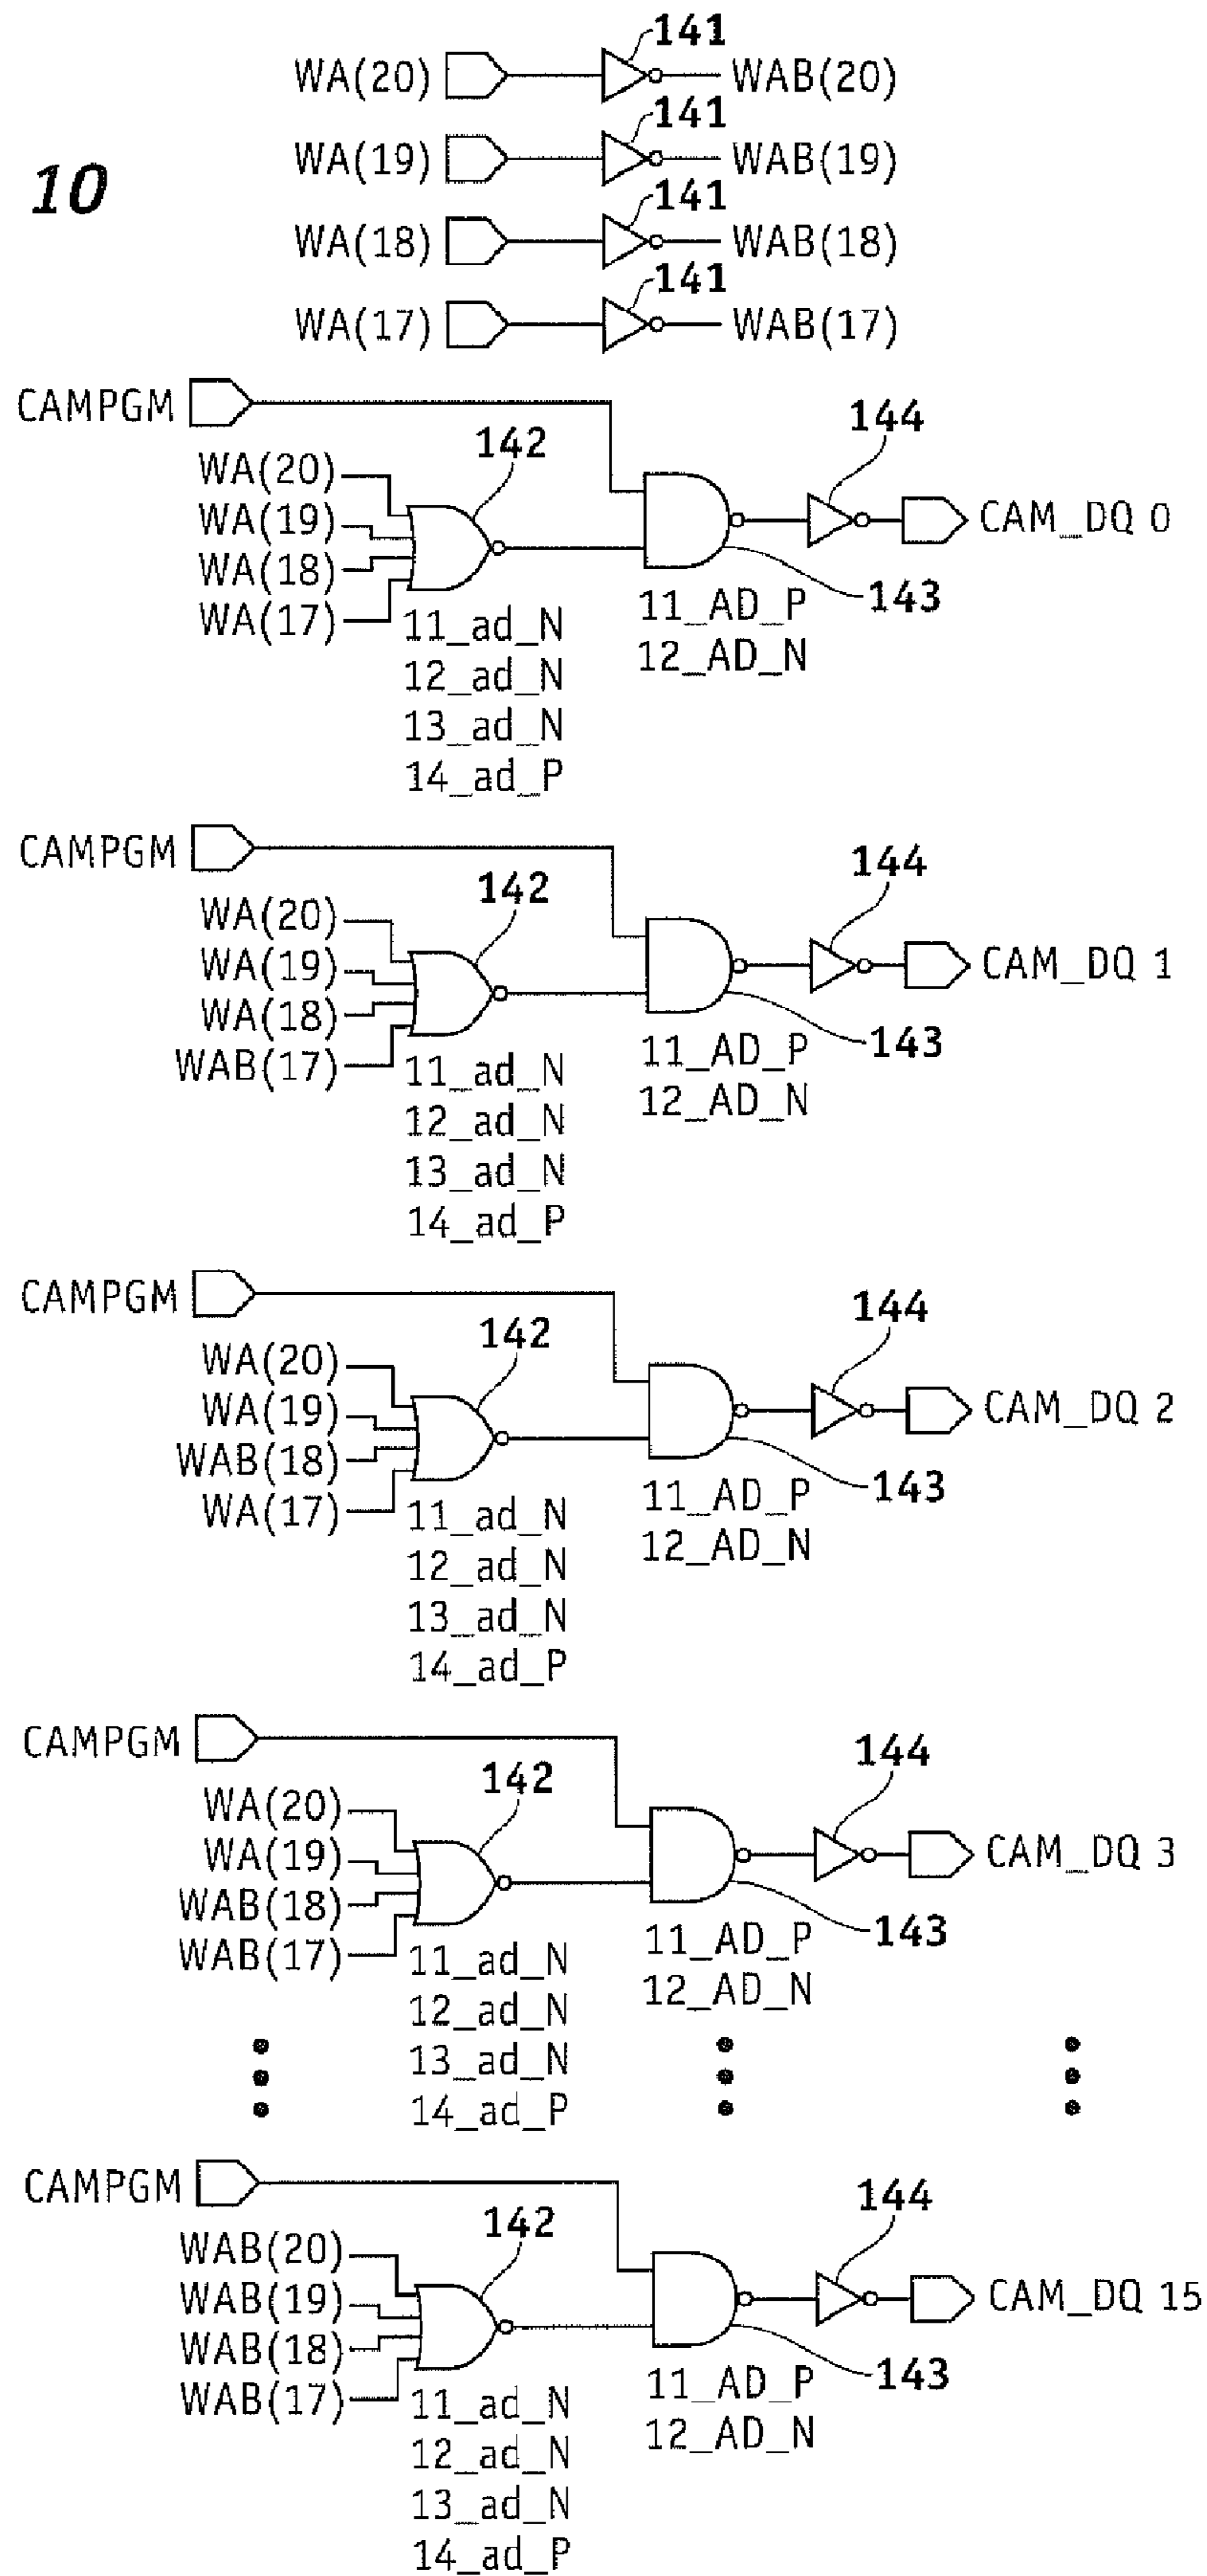 10
141
WA(20) WAB(20)
141
WA(19) WAB(19)
141
WA(18) WAB(18)
141
WA(17) WAB(17)
CAMPGM
142
144
WA(20)
WA(19)
WA(18)
WA(17)
CAM_DQ 0
143
11_ad_N
12_ad_N
13_ad_N
14_ad_P
11_AD_P
12_AD_N
CAMPGM
142
144
WA(20)
WA(19)
WA(18)
WAB(17)
CAM_DQ 1
143
11_ad_N
12_ad_N
13_ad_N
14_ad_P
11_AD_P
12_AD_N
CAMPGM
142
144
WA(20)
WA(19)
WAB(18)
WA(17)
CAM_DQ 2
143
11_ad_N
12_ad_N
13_ad_N
14_ad_P
11_AD_P
12_AD_N
CAMPGM
142
144
WA(20)
WA(19)
WAB(18)
WAB(17)
CAM_DQ 3
143
11_ad_N
12_ad_N
13_ad_N
14_ad_P
11_AD_P
12_AD_N
CAMPGM
142
144
WAB(20)
WAB(19)
WAB(18)
WAB(17)
CAM_DQ 15
143
11_ad_N
12_ad_N
13_ad_N
14_ad_P
11_AD_P
12_AD_N